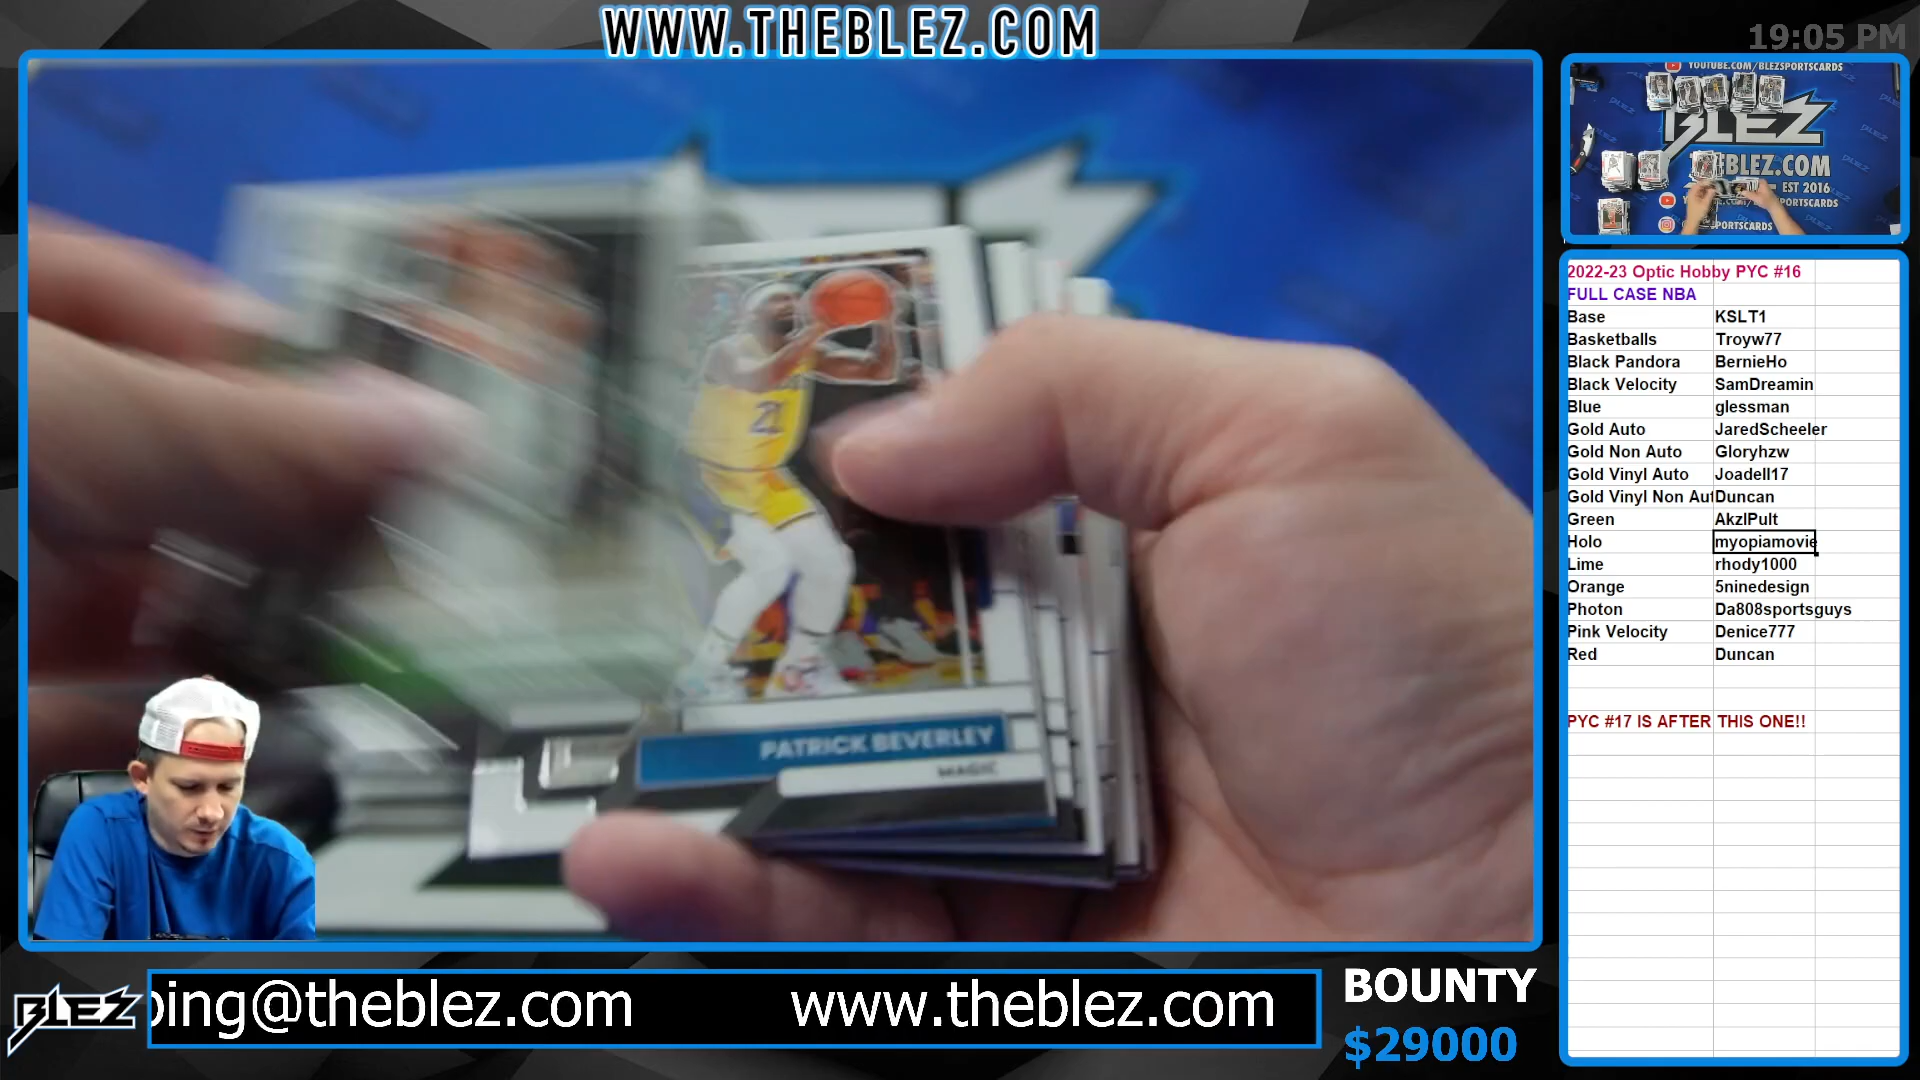 WWW.THEBLEZ.COM
19:05 PM
YOUTUBE.COM/BLEZSPORTSCARDS
BLEZ
THEBLEZ.COM
EST 2016
21
PATRICK BEVERLEY
MAGIC
2022-23 Optic Hobby PYC #16
FULL CASE NBA
Base KSLT1
Basketballs Troyw77
Black Pandora BernieHo
Black Velocity SamDreamin
Blue glessman
Gold Auto JaredScheeler
Gold Non Auto Gloryhzw
Gold Vinyl Auto Joadell17
Gold Vinyl Non Aut Duncan
Green AkzlPult
Holo myopiamovie
Lime rhody1000
Orange 5ninedesign
Photon Da808sportsguys
Pink Velocity Denice777
Red Duncan
PYC #17 IS AFTER THIS ONE!!
BLEZ
ping@theblez.com www.theblez.com
BOUNTY
$29000